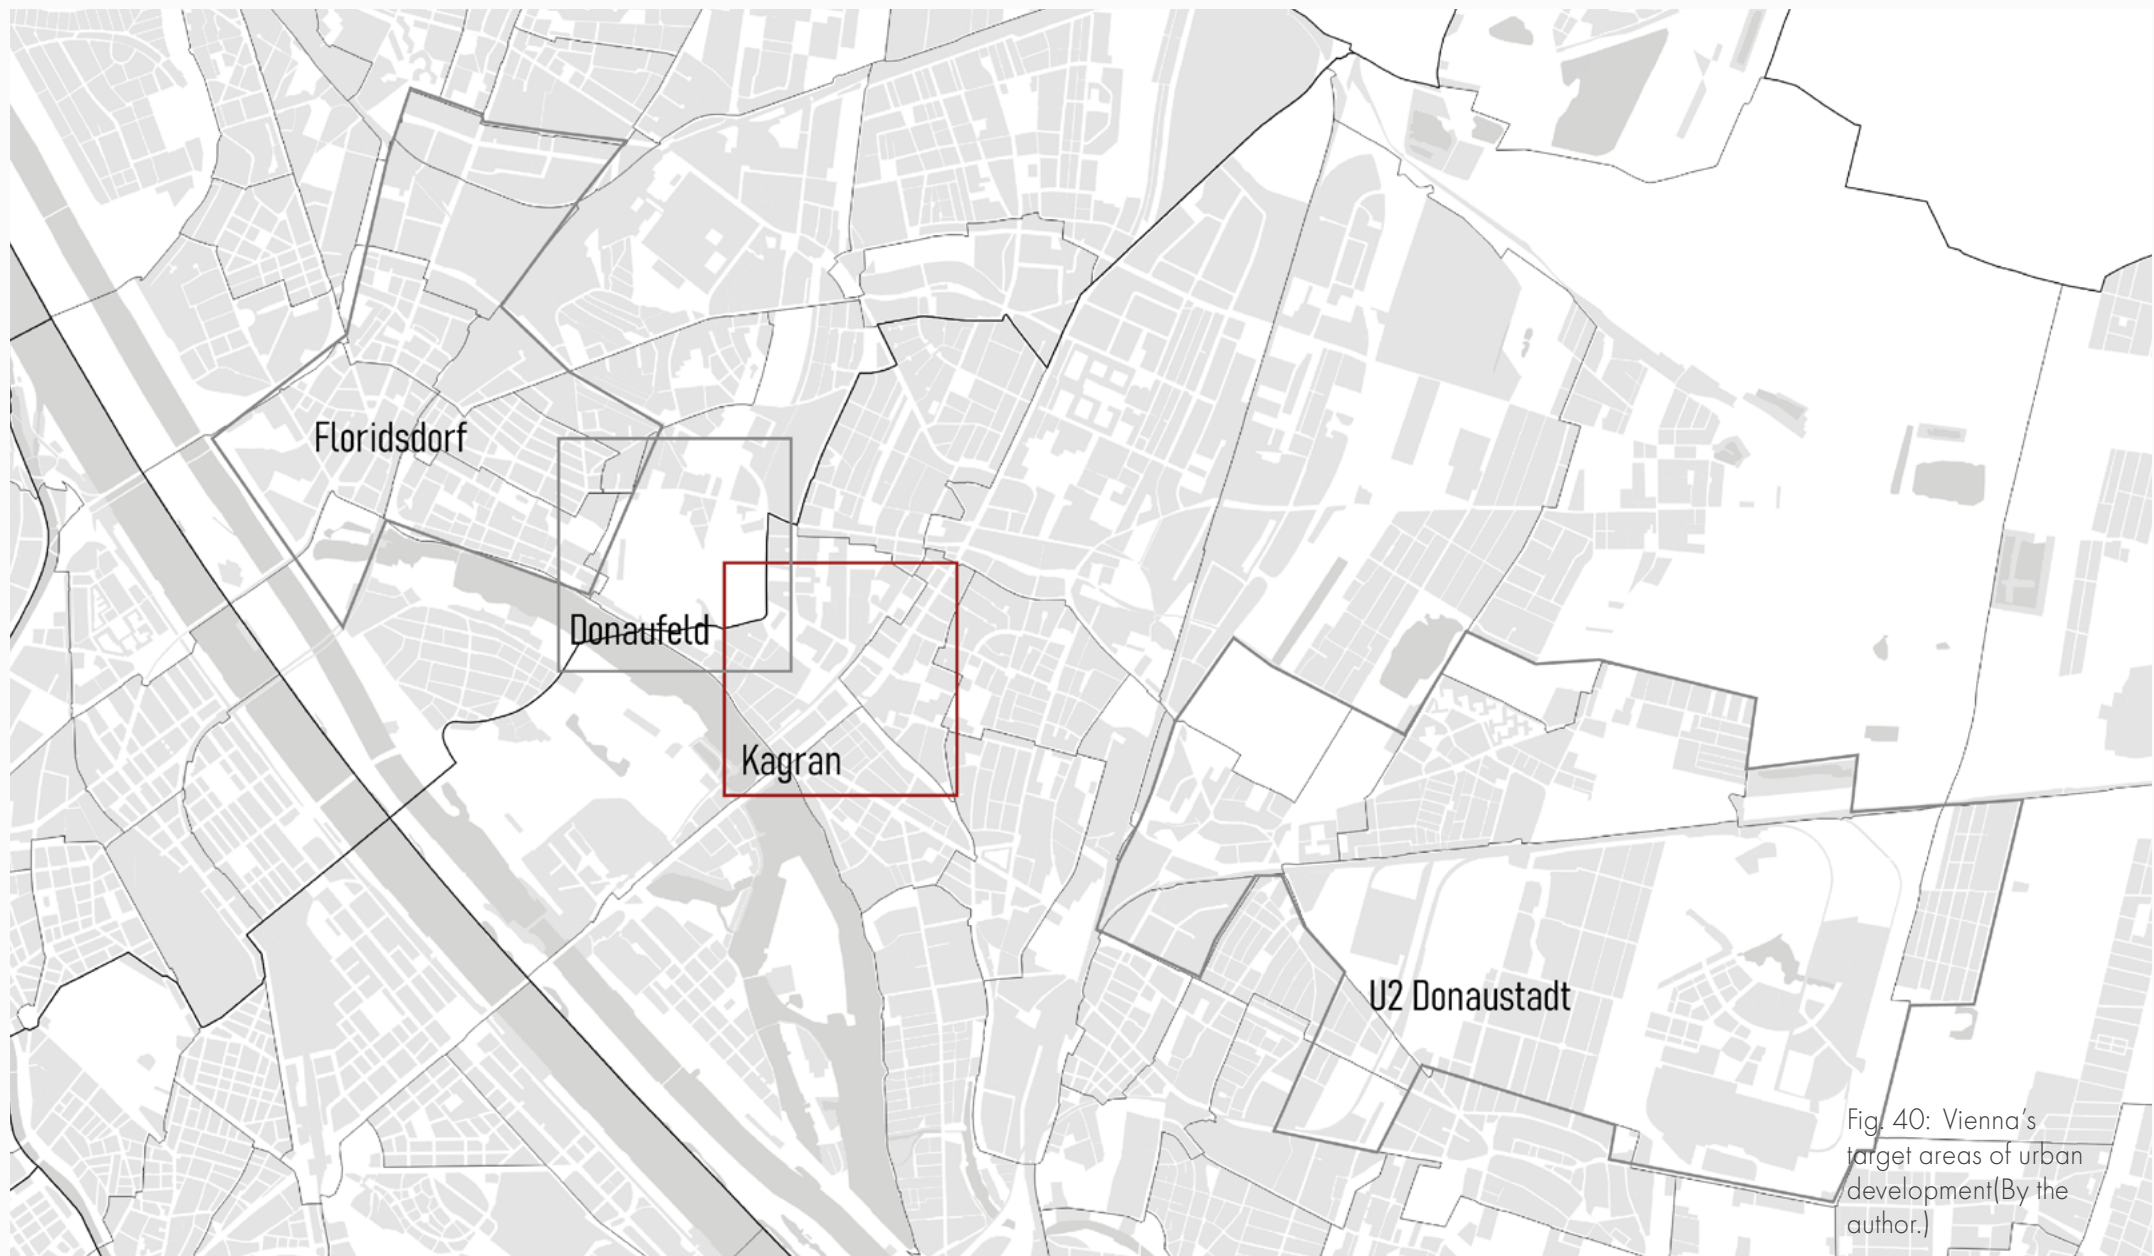 Floridsdorf
Donaufeld
Kagran
U2 Donaustadt
Fig. 40: Vienna’s
target areas of urban
development(By the
author.)